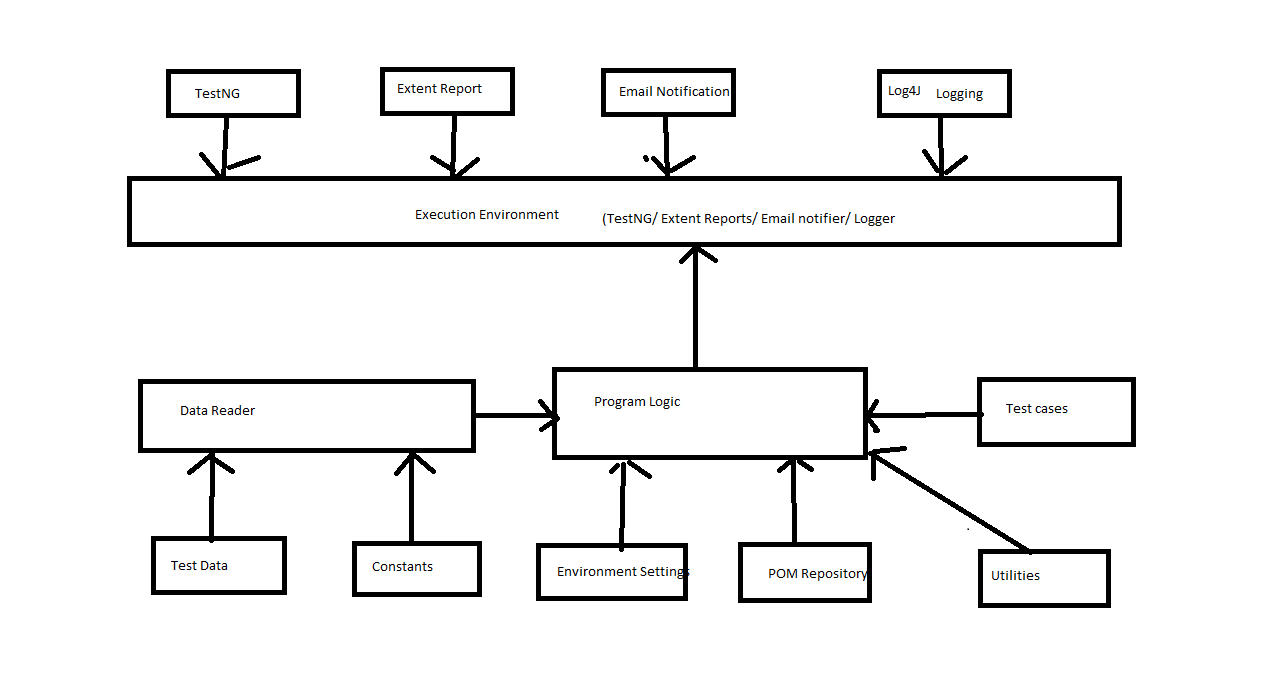 TestNG
Extent Report
Email Notification
Log4J Logging
Execution Environment (TestNG/ Extent Reports/ Email notifier/ Logger
Data Reader
Program Logic
Test cases
Test Data
Constants
Environment Settings
POM Repository
Utilities